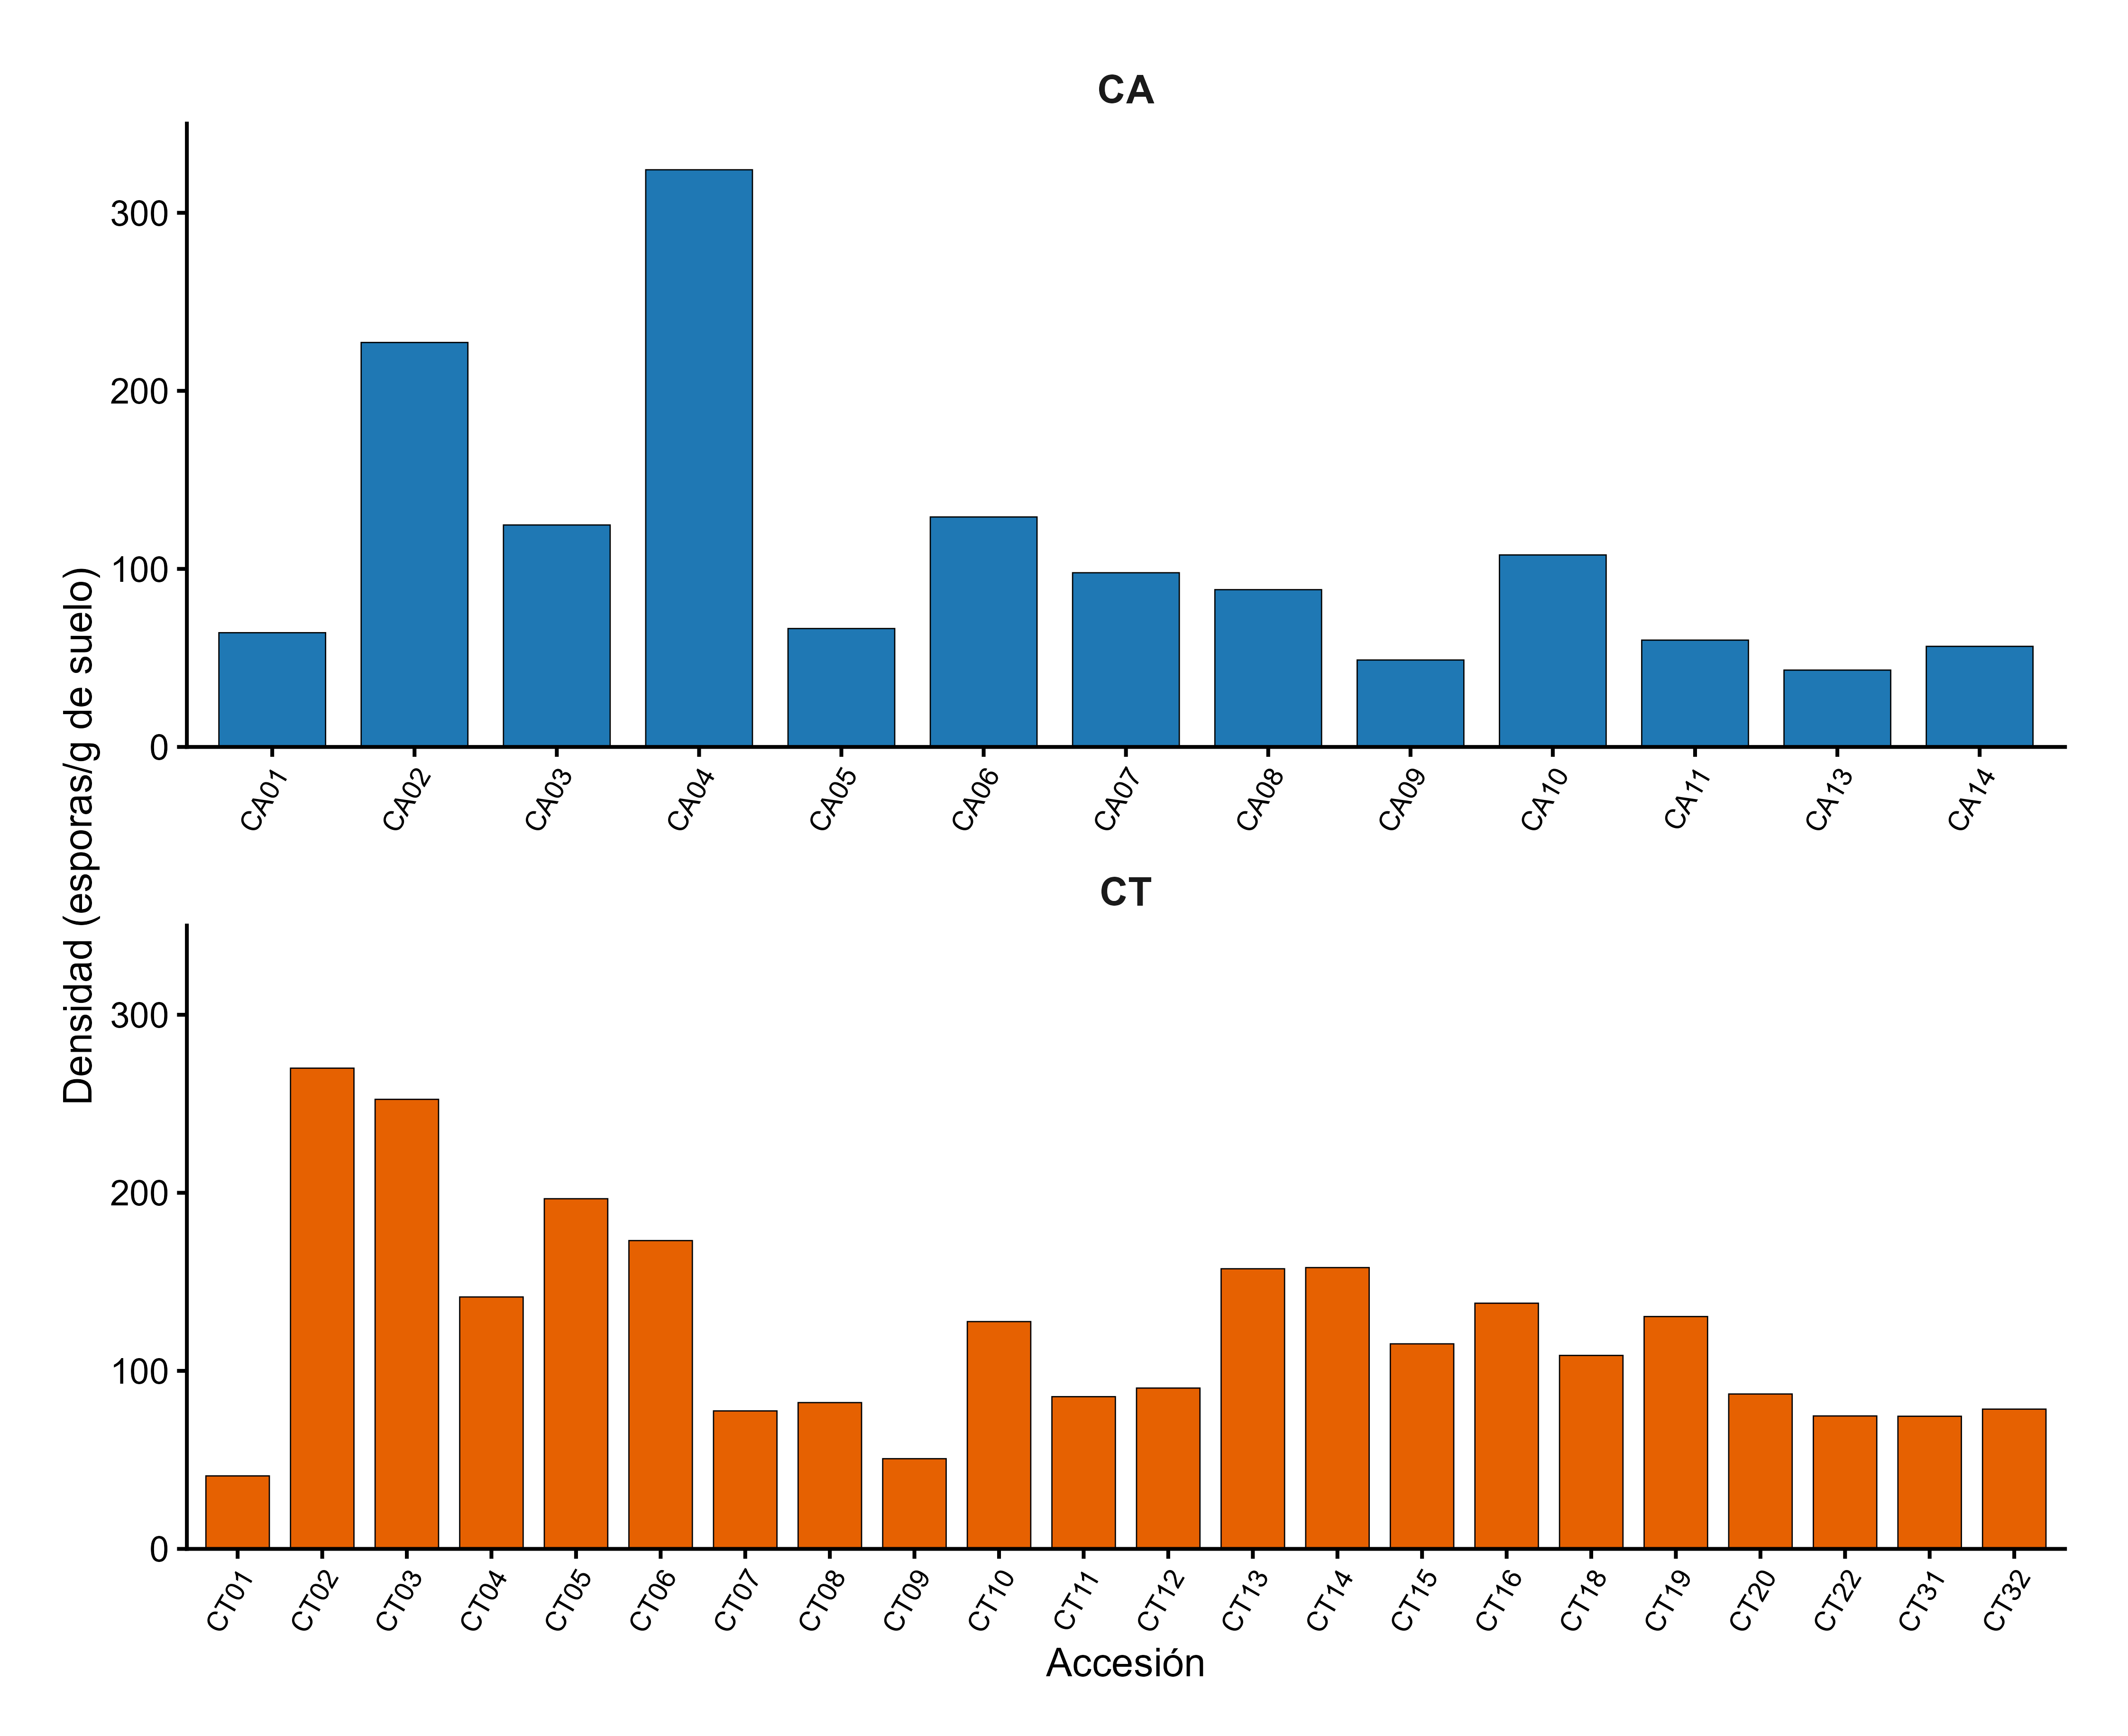 CA
Densidad (esporas/g de suelo)
300
200
100
0
CA01 CA02 CA03 CA04 CA05 CA06 CA07 CA08 CA09 CA10 CA11 CA13 CA14
CT
300
200
100
0
CT01 CT02 CT03 CT04 CT05 CT06 CT07 CT08 CT09 CT10 CT11 CT12 CT13 CT14 CT15 CT16 CT18 CT19 CT20 CT22 CT31 CT32
Accesión